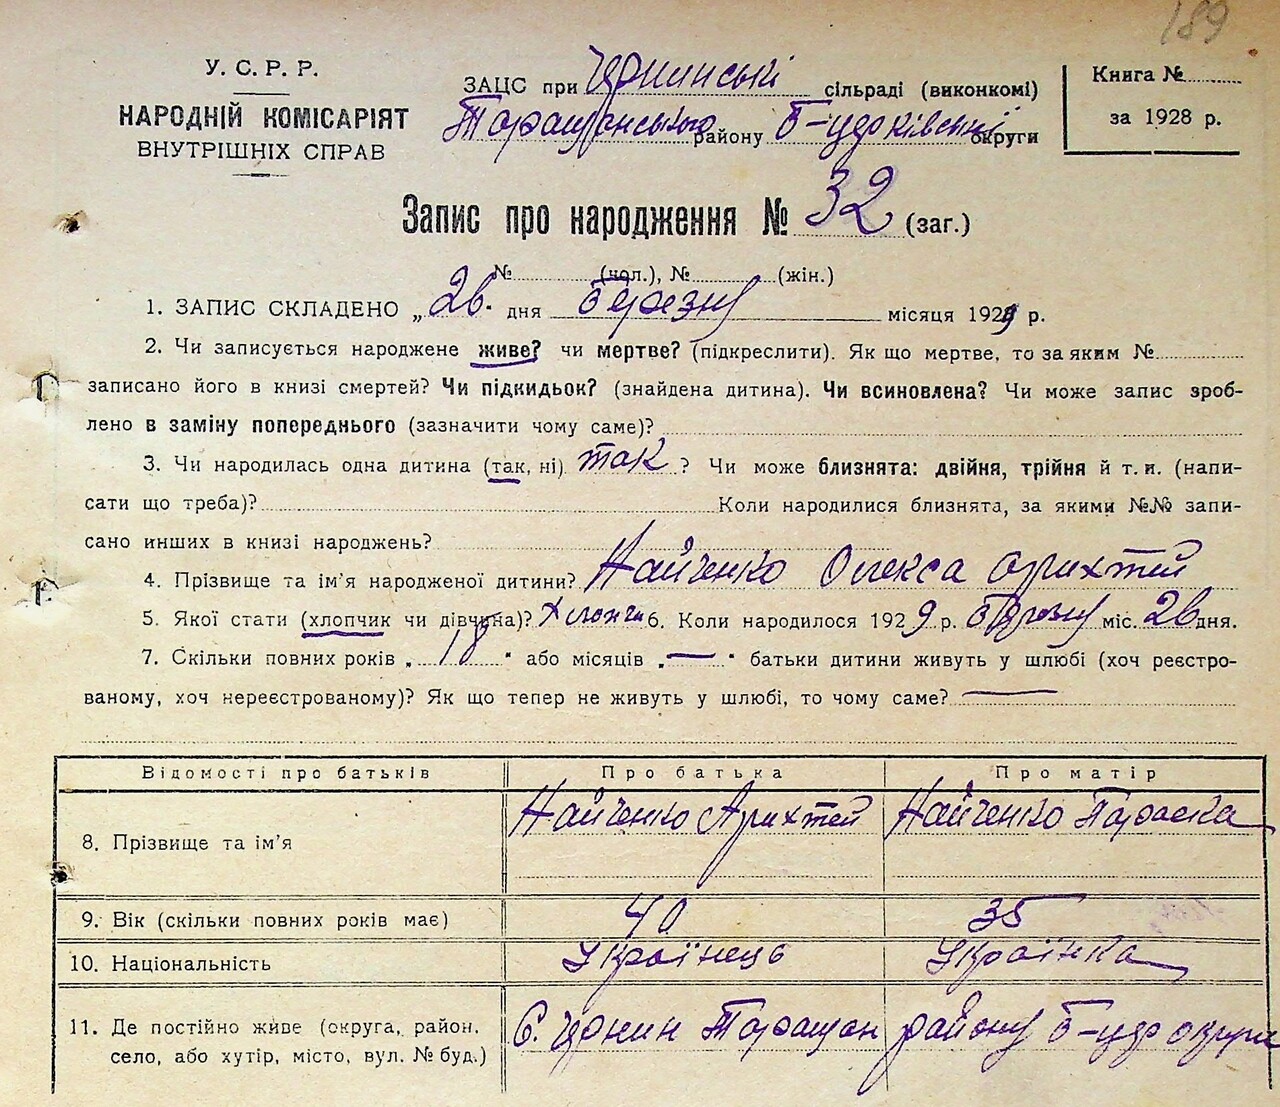 189
У. С. Р. Р.
НАРОДНІЙ КОМІСАРІЯТ
ВНУТРІШНІХ СПРАВ
ЗАЦС при Чернинські сільраді (виконкомі)
Таращанського району Б-Церківські округи
Книга №
за 1928 р.
Запис про народження № 32 (заг.)
№ (чол.), № (жін.)
1. ЗАПИС СКЛАДЕНО „26" дня березня місяця 1929 р.
2. Чи записується народжене живе? чи мертве? (підкреслити). Як що мертве, то за яким №
записано його в книзі смертей? Чи підкидьок? (знайдена дитина). Чи всиновлена? Чи може запис зроб-
лено в заміну попереднього (зазначити чому саме)?
3. Чи народилась одна дитина (так, ні) так ? Чи може близнята: двійня, трійня й т. и. (напи-
сати що треба)? Коли народилися близнята, за якими №№ запи-
сано инших в книзі народжень?
4. Прізвище та ім'я народженої дитини? Найченко Олекса Арихтей
5. Якої стати (хлопчик чи дівчина)? Хлопчи 6. Коли народилося 1929 р. березня міс. 26 дня.
7. Скільки повних років „ 18 " або місяців „ — " батьки дитини живуть у шлюбі (хоч реєстро-
ваному, хоч нереєстрованому)? Як що тепер не живуть у шлюбі, то чому саме? —
Відомості про батьків Про батька Про матір
8. Прізвище та ім'я Найченко Арихтей Найченко Параска
9. Вік (скільки повних років має) 40 35
10. Національність Українець Українка
11. Де постійно живе (округа, район, С. Чернин Таращан району Б-Цер округи
село, або хутір, місто, вул. № буд.)